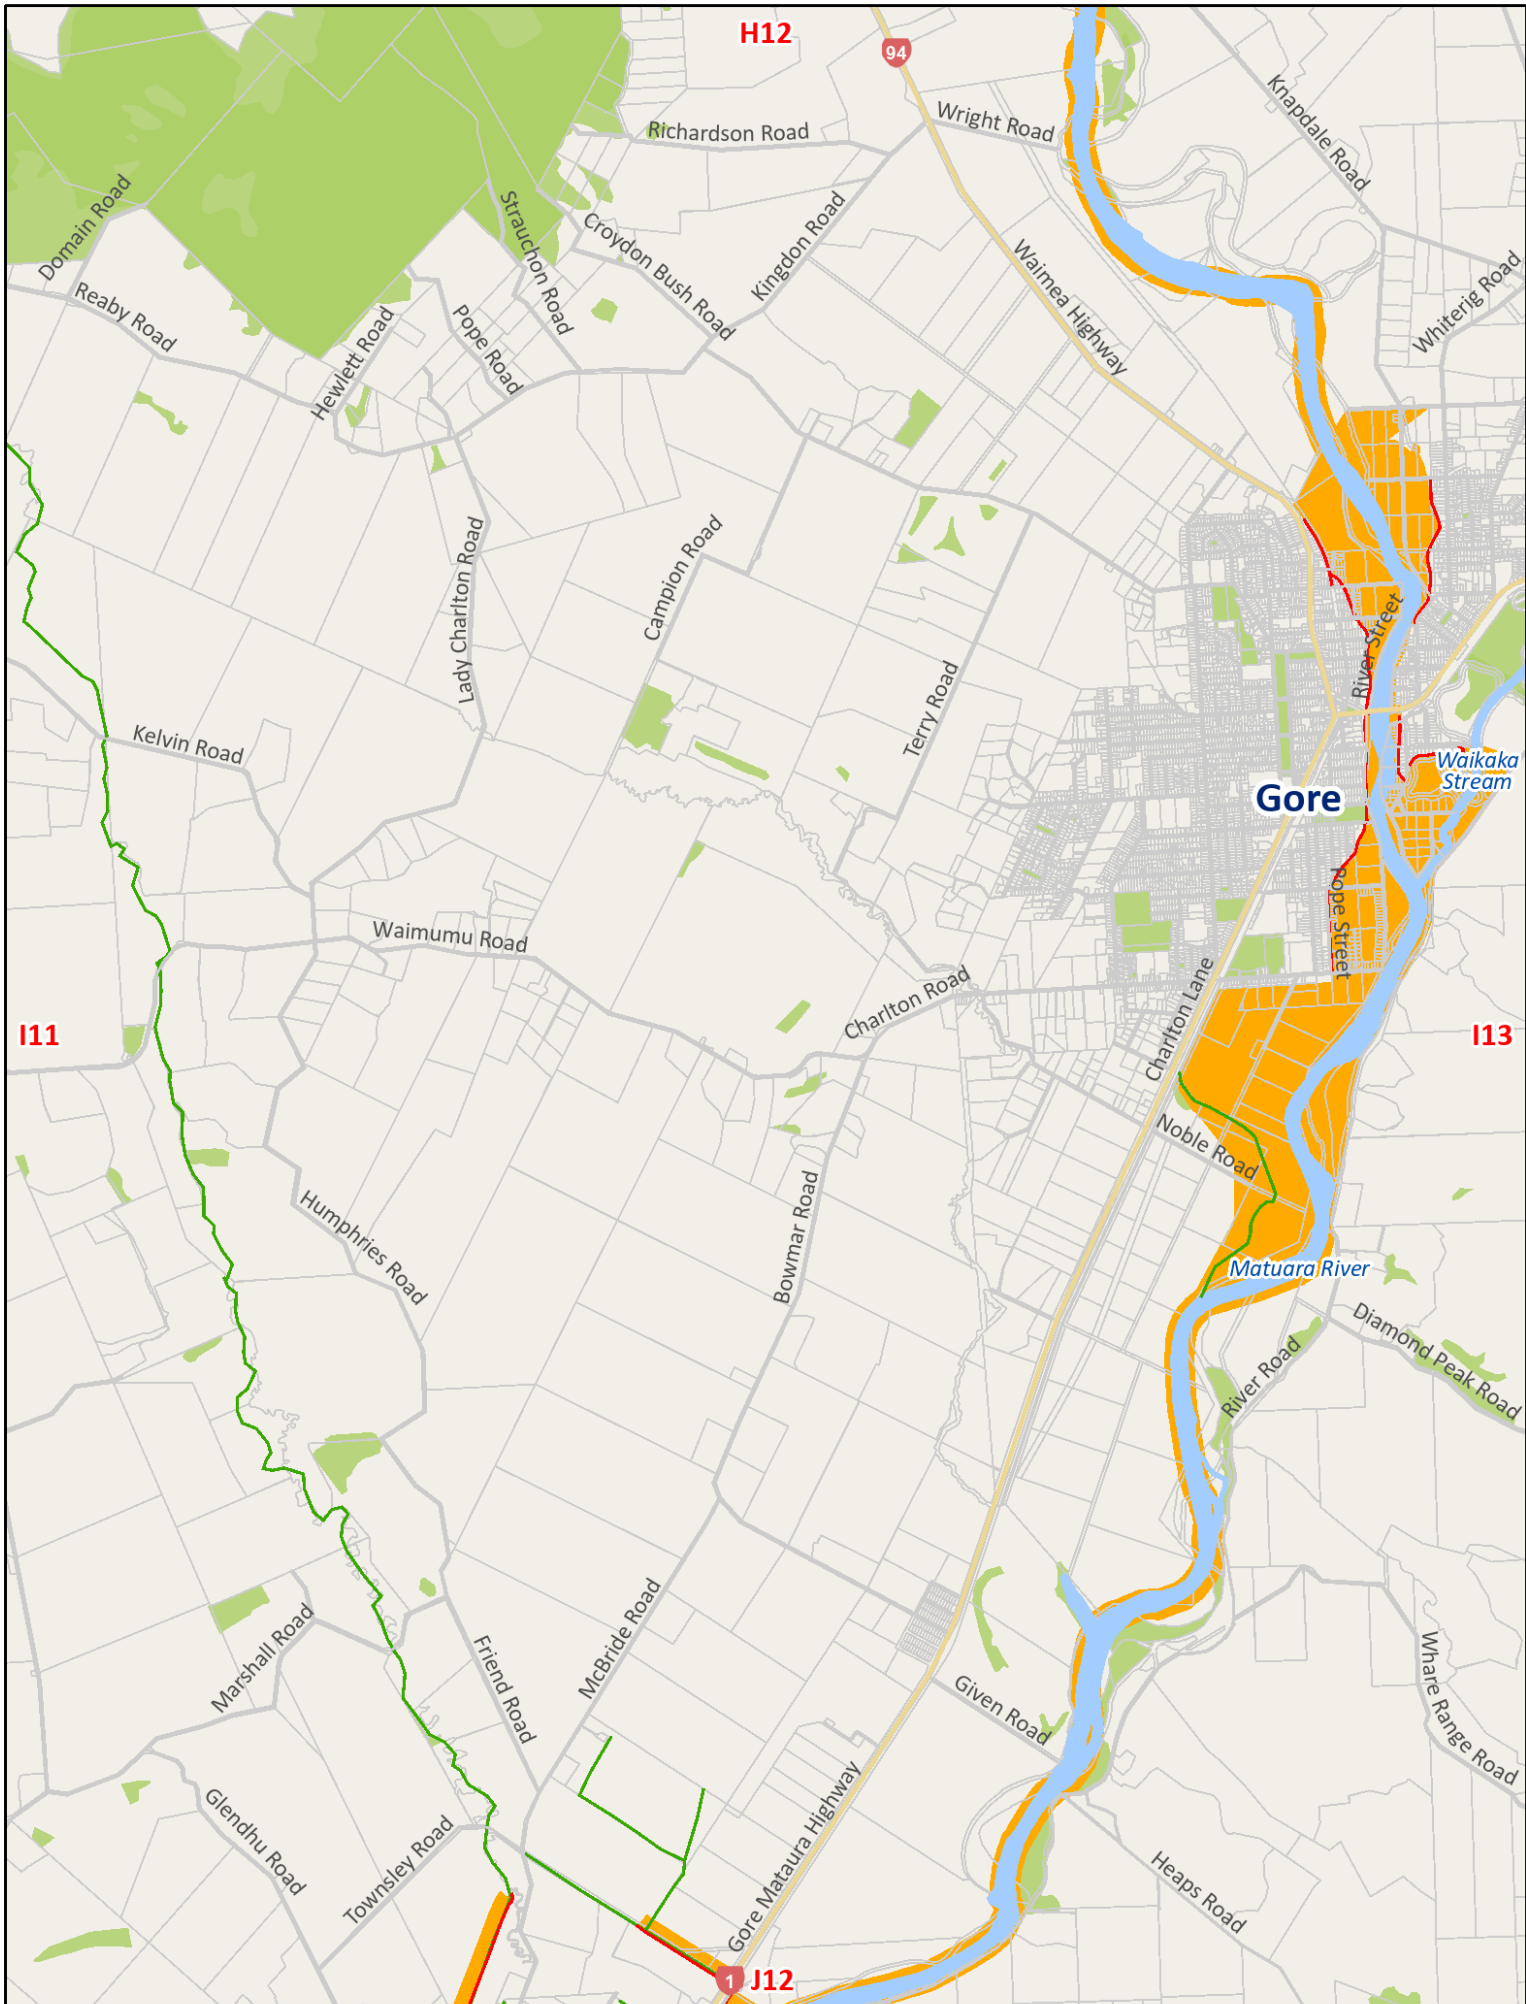 H12
94
Wright Road
Knapdale Road
Richardson Road
Domain Road
Strauchon Road
Croydon Bush Road
Kingdon Road
Waimea Highway
Whiterig Road
Reaby Road
Hewlett Road
Pope Road
Lady Charlton Road
Campion Road
River Street
Terry Road
Kelvin Road
Waikaka
Stream
Gore
Pope Street
Waimumu Road
Charlton Road
Charlton Lane
I11
I13
Noble Road
Humphries Road
Bowmar Road
Matuara River
Diamond Peak Road
River Road
Marshall Road
Friend Road
McBride Road
Given Road
Whare Range Road
Glendhu Road
Townsley Road
Gore Mataura Highway
Heaps Road
1
J12